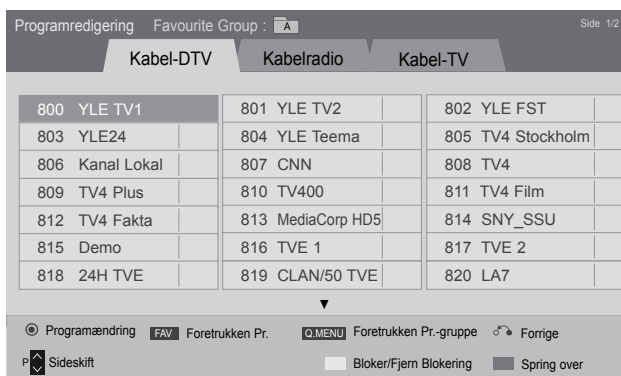 Programredigering Favourite Group : A Side 1/2
Kabel-DTV Kabelradio Kabel-TV
800 YLE TV1 801 YLE TV2 802 YLE FST
803 YLE24 804 YLE Teema 805 TV4 Stockholm
806 Kanal Lokal 807 CNN 808 TV4
809 TV4 Plus 810 TV400 811 TV4 Film
812 TV4 Fakta 813 MediaCorp HD5 814 SNY_SSU
815 Demo 816 TVE 1 817 TVE 2
818 24H TVE 819 CLAN/50 TVE 820 LA7
Programændring FAV Foretrukken Pr. Q.MENU Foretrukken Pr.-gruppe Forrige
P Sideskift Bloker/Fjern Blokering Spring over